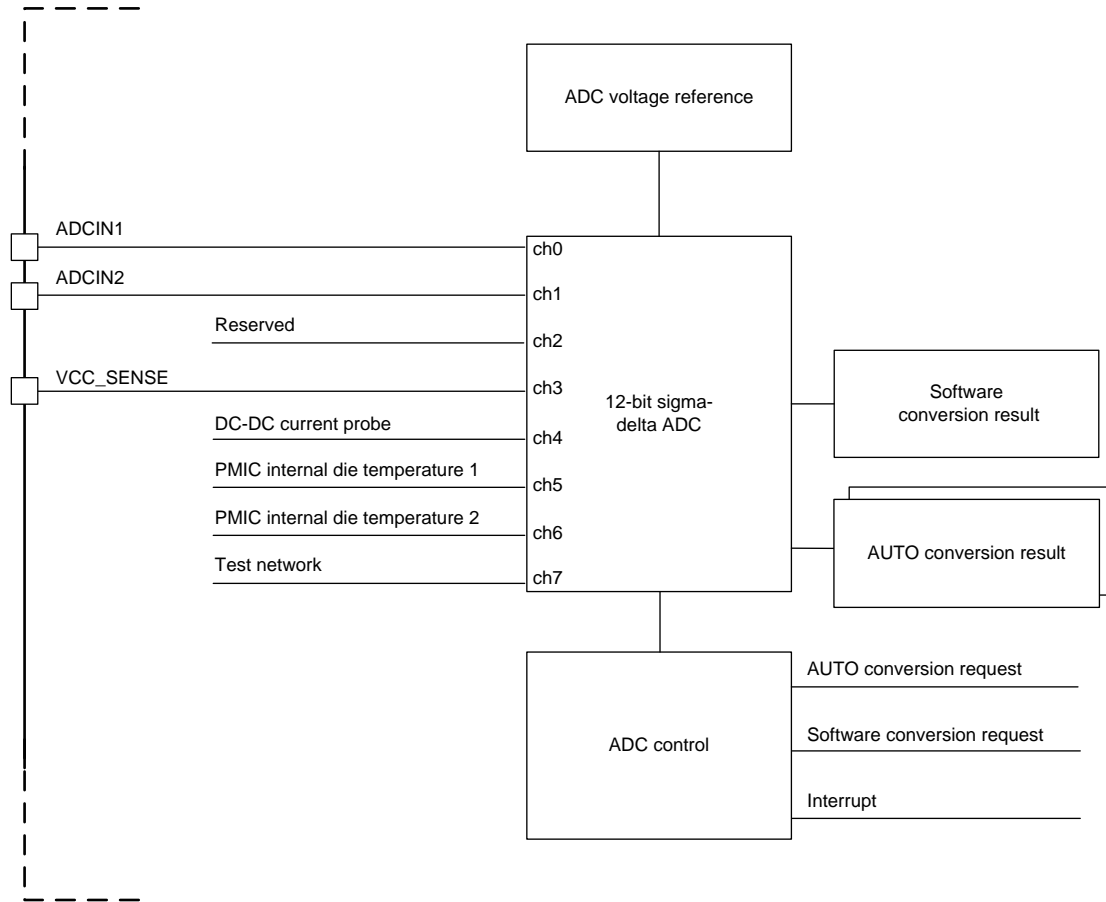 ADC voltage reference
ADCIN1
ch0
ADCIN2
ch1
Reserved
ch2
VCC_SENSE
ch3
DC-DC current probe
ch4
PMIC internal die temperature 1
ch5
PMIC internal die temperature 2
ch6
Test network
ch7
12-bit sigma-
delta ADC
Software
conversion result
AUTO conversion result
ADC control
AUTO conversion request
Software conversion request
Interrupt